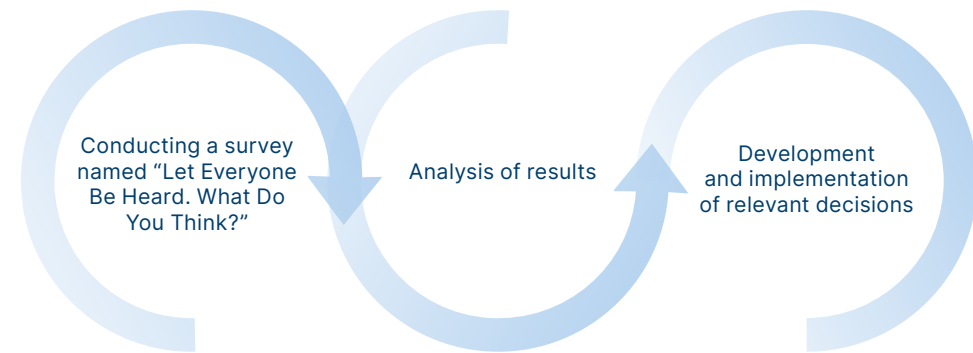 Conducting a survey
named “Let Everyone
Be Heard. What Do
You Think?”
Analysis of results
Development
and implementation
of relevant decisions